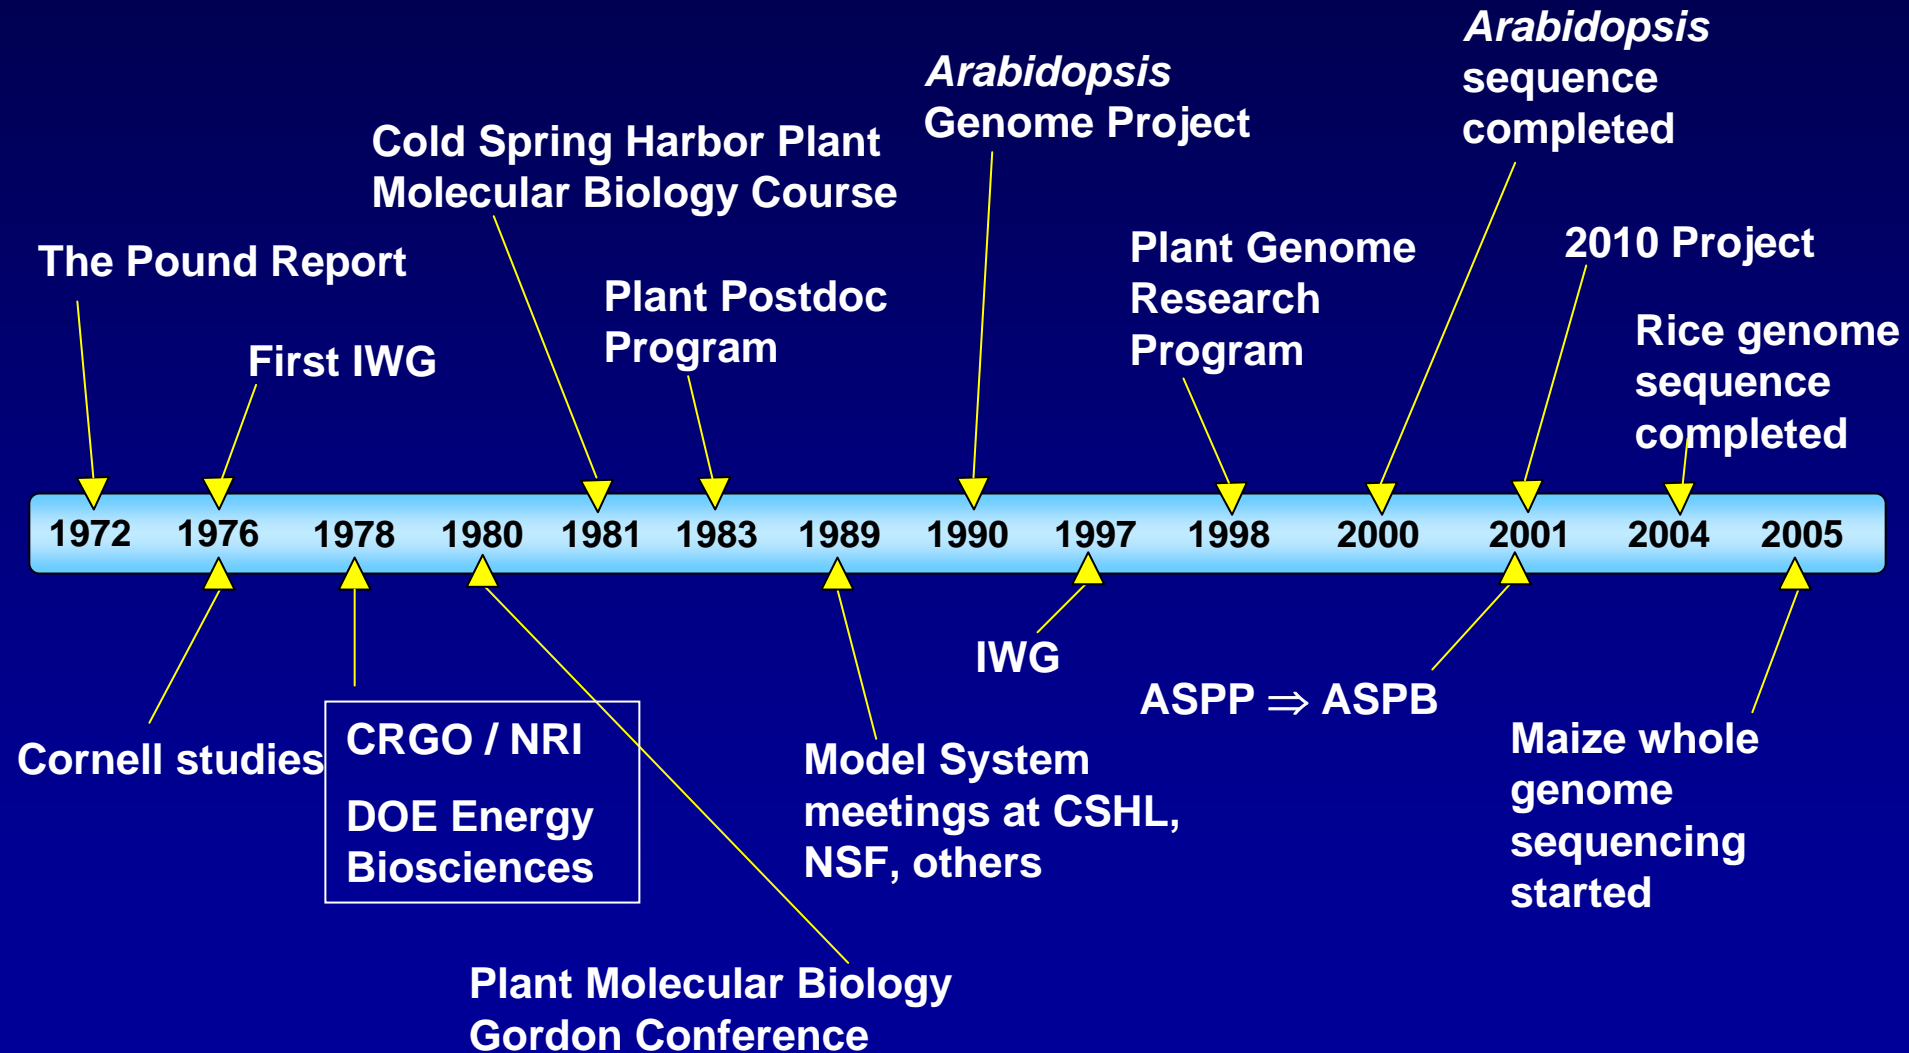 Arabidopsis
sequence
completed
Arabidopsis
Genome Project
Cold Spring Harbor Plant
Molecular Biology Course
The Pound Report
Plant Genome
Research
Program
2010 Project
Plant Postdoc
Program
First IWG
Rice genome
sequence
completed
1972 1976 1978 1980 1981 1983 1989 1990 1997 1998 2000 2001 2004 2005
Cornell studies
CRGO / NRI
DOE Energy
Biosciences
Plant Molecular Biology
Gordon Conference
Model System
meetings at CSHL,
NSF, others
IWG
ASPP ⇒ ASPB
Maize whole
genome
sequencing
started